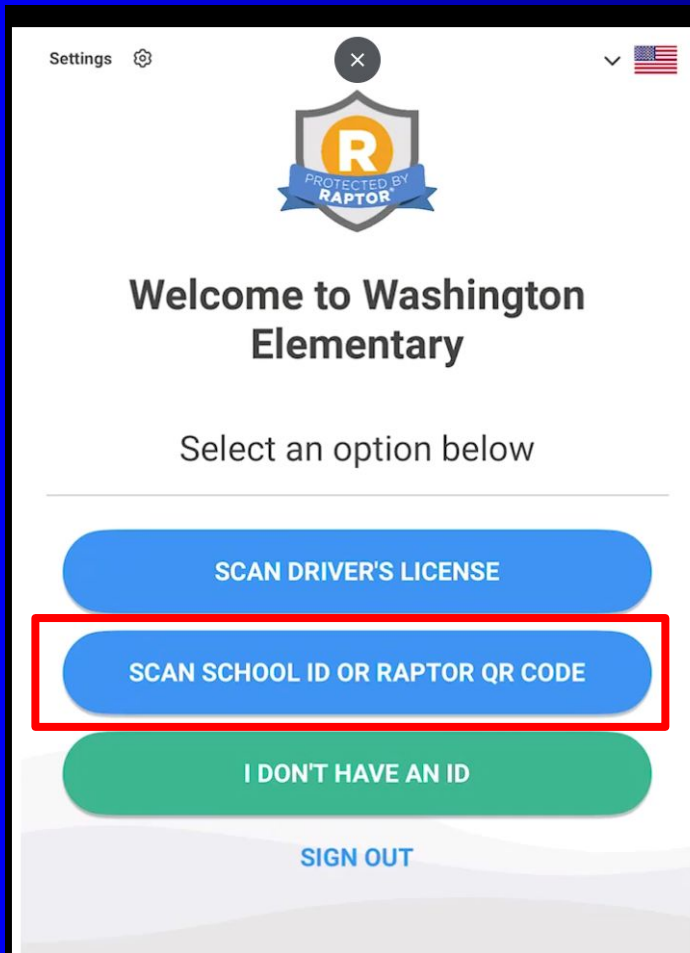 Settings
R
PROTECTED BY
RAPTOR®
Welcome to Washington
Elementary
Select an option below
SCAN DRIVER'S LICENSE
SCAN SCHOOL ID OR RAPTOR QR CODE
I DON'T HAVE AN ID
SIGN OUT